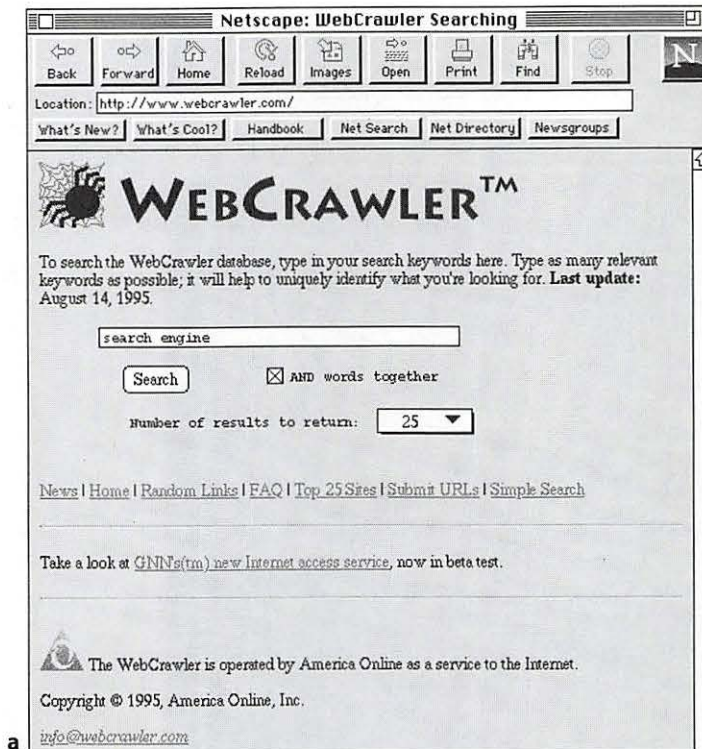 Netscape: WebCrawler Searching
Back Forward Home Reload Images Open Print Find Stop
N
Location: http://www.webcrawler.com/
What's New? What's Cool? Handbook Net Search Net Directory Newsgroups
WEBCRAWLER™
To search the WebCrawler database, type in your search keywords here. Type as many relevant
keywords as possible; it will help to uniquely identify what you're looking for. Last update:
August 14, 1995.
search engine
Search AND words together
Number of results to return: 25
News | Home | Random Links | FAQ | Top 25 Sites | Submit URLs | Simple Search
Take a look at GNN's(tm) new Internet access service, now in beta test.
The WebCrawler is operated by America Online as a service to the Internet.
Copyright © 1995, America Online, Inc.
info@webcrawler.com
a